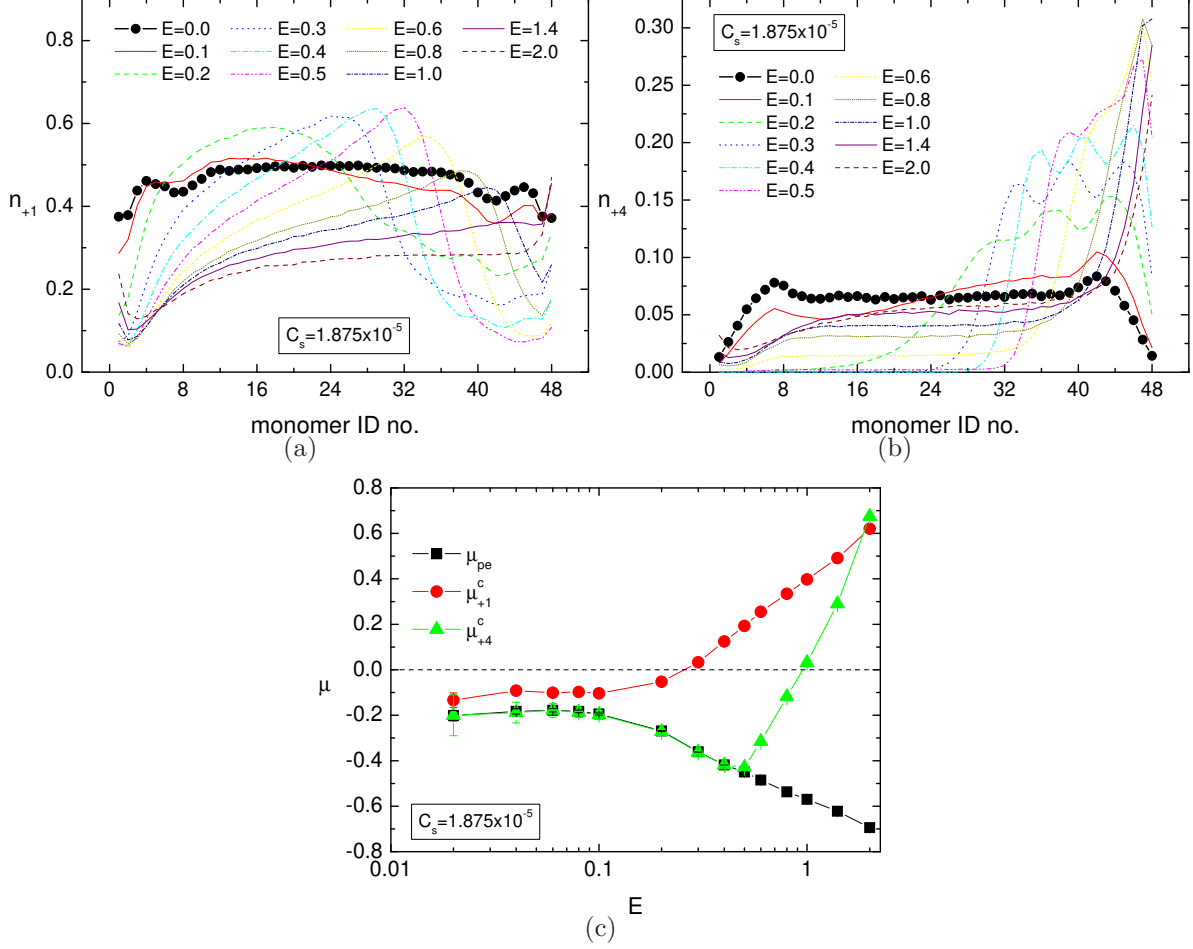 0.8
0.6
0.4
0.2
0.0
n+1
E=0.0
E=0.1
E=0.2
E=0.3
E=0.4
E=0.5
E=0.6
E=0.8
E=1.0
E=1.4
E=2.0
Cs=1.875x10-5
0 8 16 24 32 40 48
monomer ID no.
(a)
0.30
0.25
0.20
0.15
0.10
0.05
0.00
n+4
Cs=1.875x10-5
E=0.0
E=0.1
E=0.2
E=0.3
E=0.4
E=0.5
E=0.6
E=0.8
E=1.0
E=1.4
E=2.0
0 8 16 24 32 40 48
monomer ID no.
(b)
0.8
0.6
0.4
0.2
0.0
-0.2
-0.4
-0.6
-0.8
μ
μpe
μc+1
μc+4
Cs=1.875x10-5
0.01 0.1 1
E
(c)